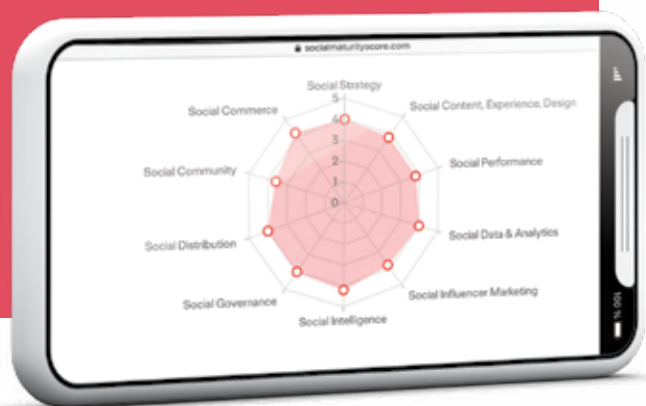 socialmaturityscore.com
Social Strategy
5
Social Commerce
Social Content, Experience, Design
4
3
Social Community
Social Performance
2
1
0
Social Distribution
Social Data & Analytics
Social Governance
Social Influencer Marketing
Social Intelligence
100 %